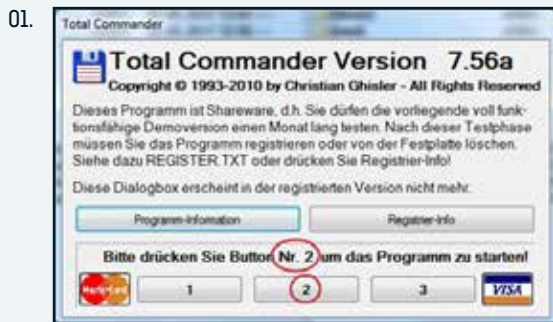 01.
Total Commander
Total Commander Version 7.56a
Copyright © 1993-2010 by Christian Ghisler - All Rights Reserved
Dieses Programm ist Shareware, d.h. Sie dürfen die vorliegende voll funk-
tionsfähige Demoversion einen Monat lang testen. Nach dieser Testphase
müssen Sie das Programm registrieren oder von der Festplatte löschen.
Siehe dazu REGISTER.TXT oder drücken Sie Registrier-Info!
Diese Dialogbox erscheint in der registrierten Version nicht mehr.
Programm-Information Registrier-Info
Bitte drücken Sie Button Nr. 2 um das Programm zu starten!
MasterCard 1 2 3 VISA